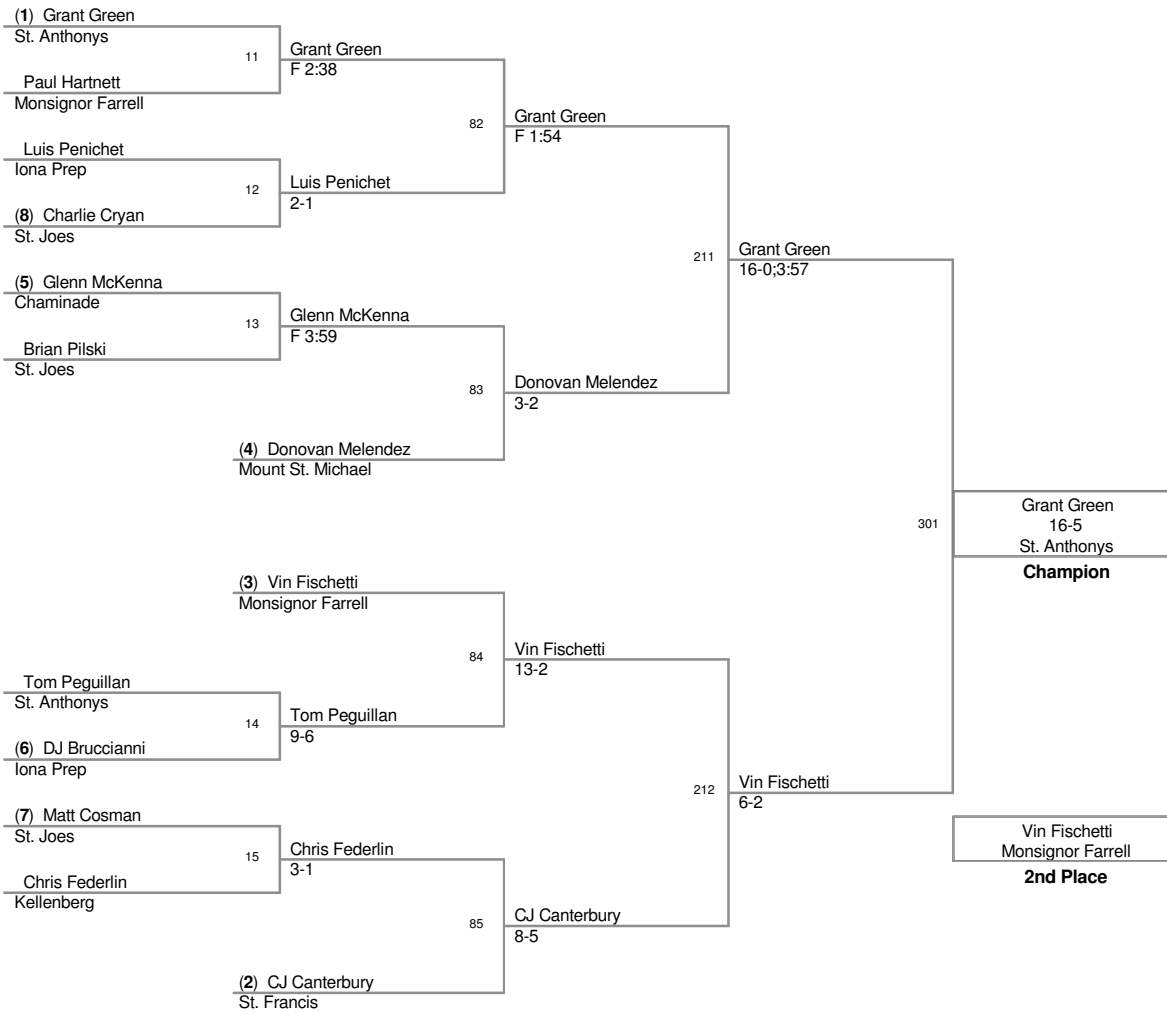 (1) Grant Green
St. Anthonys
11
Grant Green
F 2:38
Paul Hartnett
Monsignor Farrell
82
Grant Green
F 1:54
Luis Penichet
Iona Prep
12
Luis Penichet
2-1
(8) Charlie Cryan
St. Joes
211
Grant Green
16-0;3:57
(5) Glenn McKenna
Chaminade
13
Glenn McKenna
F 3:59
Brian Pilski
St. Joes
83
Donovan Melendez
3-2
(4) Donovan Melendez
Mount St. Michael
301
Grant Green
16-5
St. Anthonys
Champion
(3) Vin Fischetti
Monsignor Farrell
84
Vin Fischetti
13-2
Tom Peguillan
St. Anthonys
14
Tom Peguillan
9-6
(6) DJ Bruccianni
Iona Prep
212
Vin Fischetti
6-2
(7) Matt Cosman
St. Joes
15
Chris Federlin
3-1
Chris Federlin
Kellenberg
85
CJ Canterbury
8-5
(2) CJ Canterbury
St. Francis
Vin Fischetti
Monsignor Farrell
2nd Place